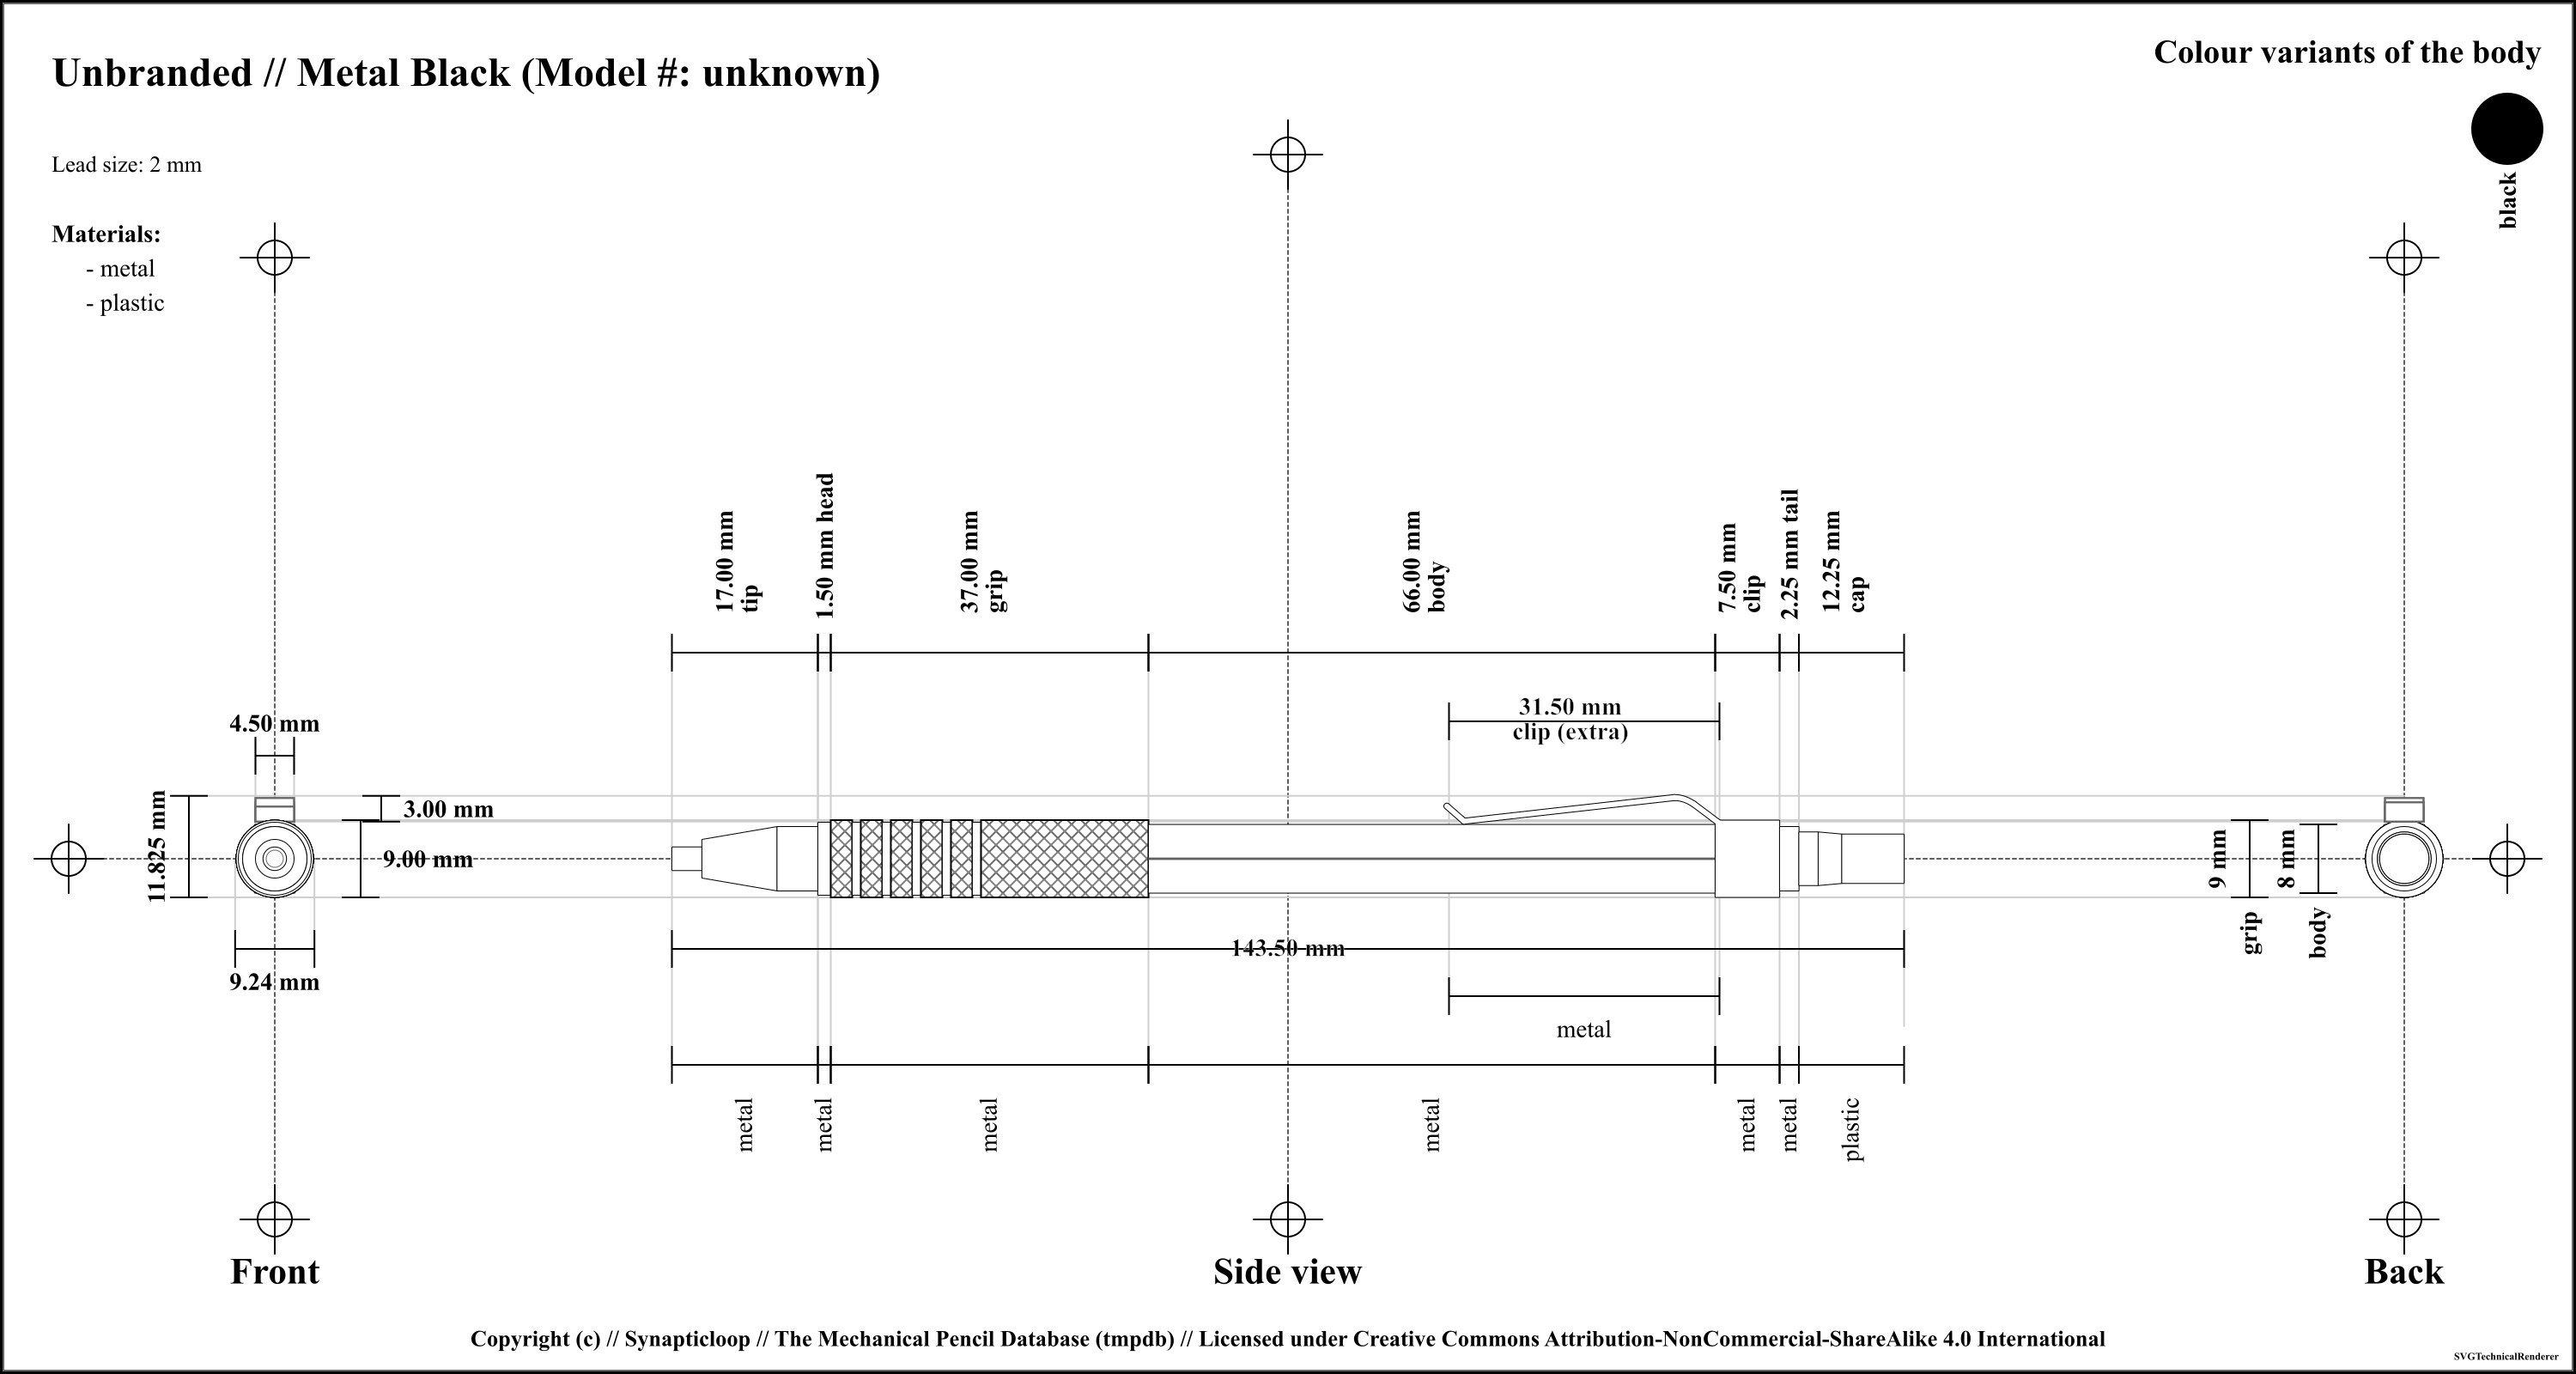 Unbranded // Metal Black (Model #: unknown)
Colour variants of the body
black
Lead size: 2 mm
Materials:
- metal
- plastic
17.00 mm
tip
1.50 mm head
37.00 mm
grip
66.00 mm
body
7.50 mm
clip
2.25 mm tail
12.25 mm
cap
31.50 mm
clip (extra)
4.50 mm
11.825 mm
3.00 mm
9.00 mm
9.24 mm
9 mm
grip
8 mm
body
143.50 mm
metal
metal
metal
metal
metal
metal
metal
plastic
Front
Side view
Back
Copyright (c) // Synapticloop // The Mechanical Pencil Database (tmpdb) // Licensed under Creative Commons Attribution-NonCommercial-ShareAlike 4.0 International
SVGTechnicalRenderer